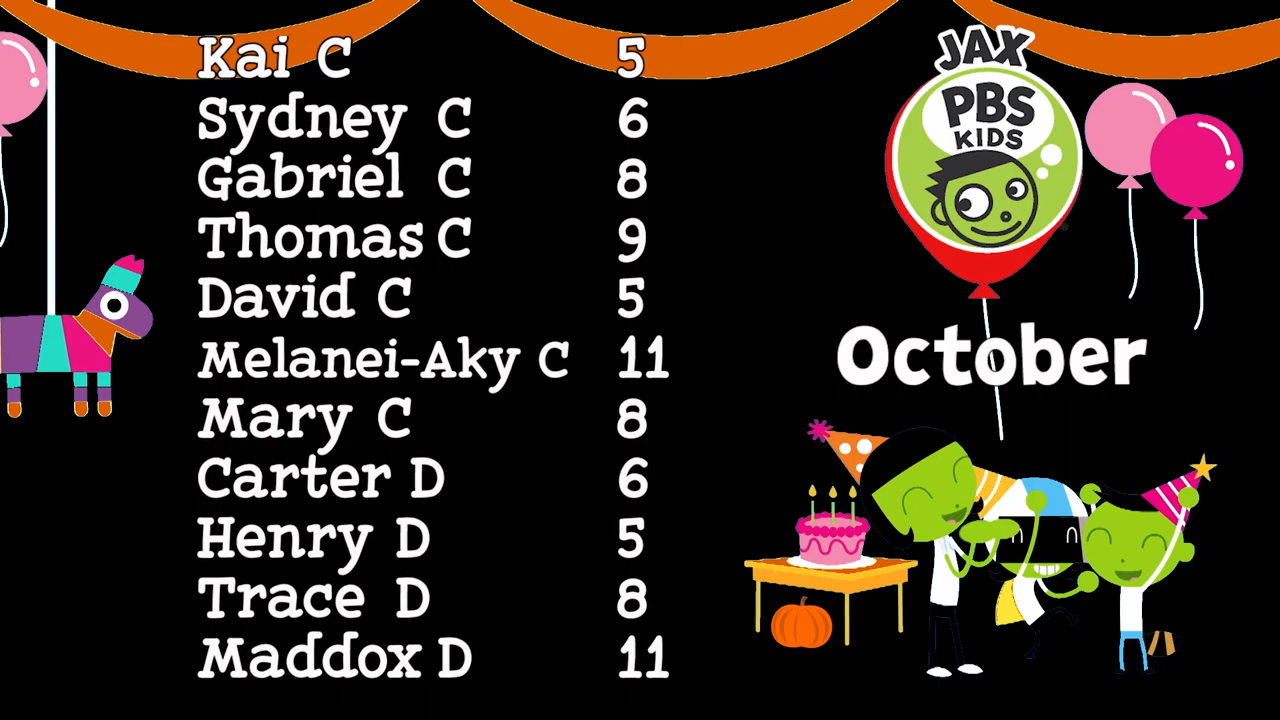 Kai C 5
Sydney C 6
Gabriel C 8
Thomas C 9
David C 5
Melanei-Aky C 11
Mary C 8
Carter D 6
Henry D 5
Trace D 8
Maddox D 11
JAX
PBS
KIDS
October